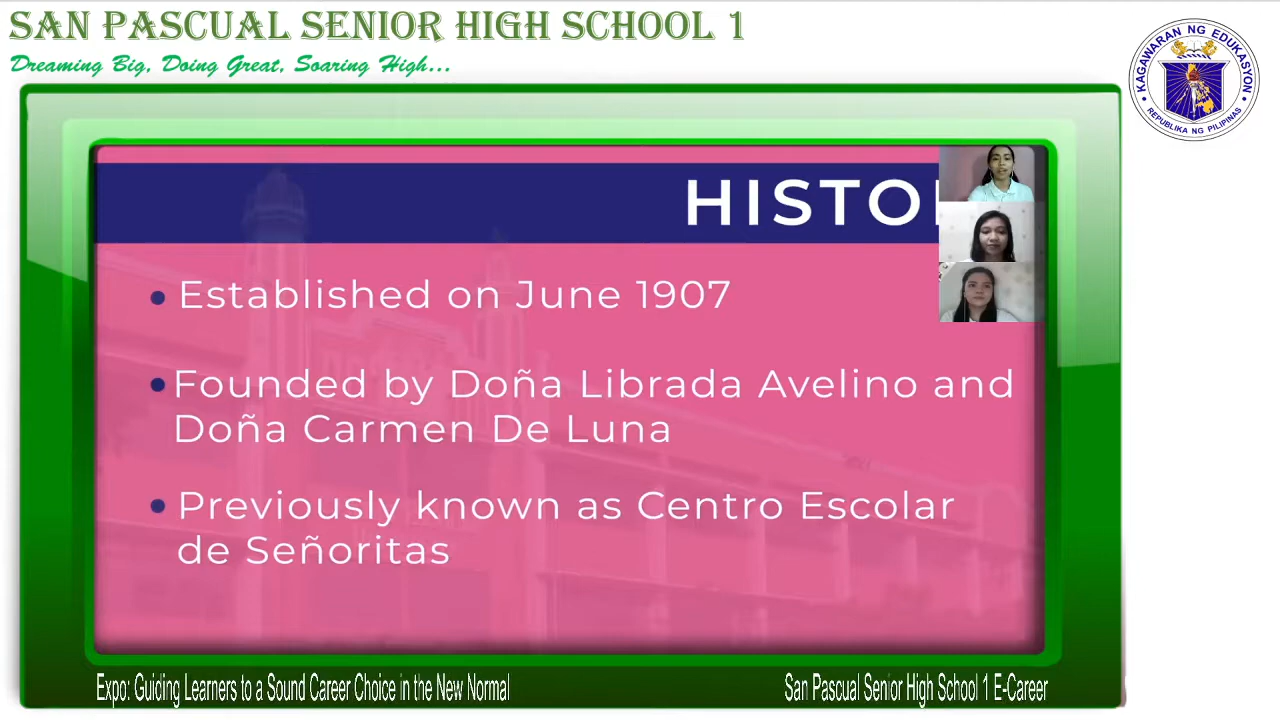 SAN PASCUAL SENIOR HIGH SCHOOL 1
Dreaming Big, Doing Great, Soaring High...
KAGAWARAN NG EDUKASYON
REPUBLIKA NG PILIPINAS
HISTO
Established on June 1907
Founded by Doña Librada Avelino and
Doña Carmen De Luna
Previously known as Centro Escolar
de Señoritas
Expo: Guiding Learners to a Sound Career Choice in the New Normal
San Pascual Senior High School 1 E-Career